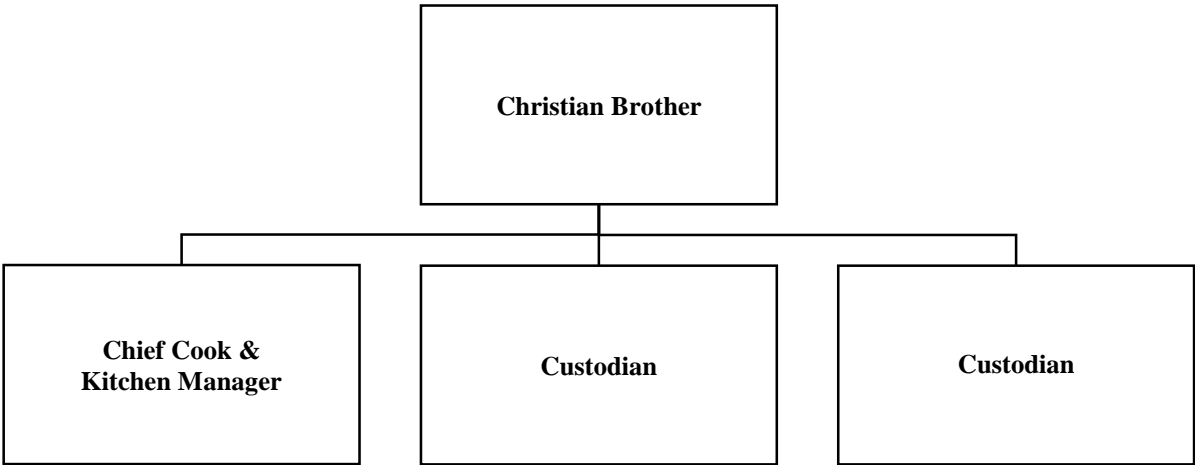 Christian Brother
Chief Cook &
Kitchen Manager
Custodian
Custodian